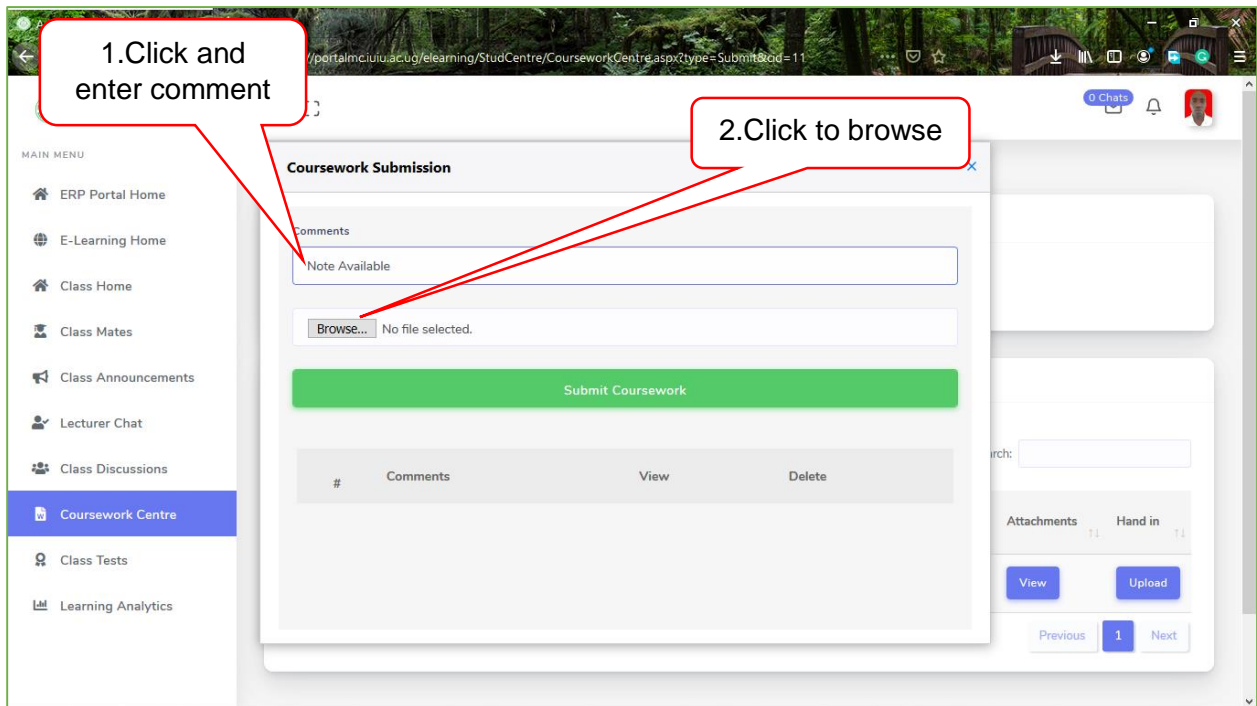 1.Click and
enter comment
//portalmc.iuiu.ac.ug/elearning/StudCentre/CourseworkCentre.aspx?type=Submit&cid=11
0 Chats
2.Click to browse
MAIN MENU
ERP Portal Home
E-Learning Home
Class Home
Class Mates
Class Announcements
Lecturer Chat
Class Discussions
Coursework Centre
Class Tests
Learning Analytics
Coursework Submission
Comments
Note Available
Browse... No file selected.
Submit Coursework
# Comments View Delete
arch:
Attachments Hand in
View Upload
Previous 1 Next